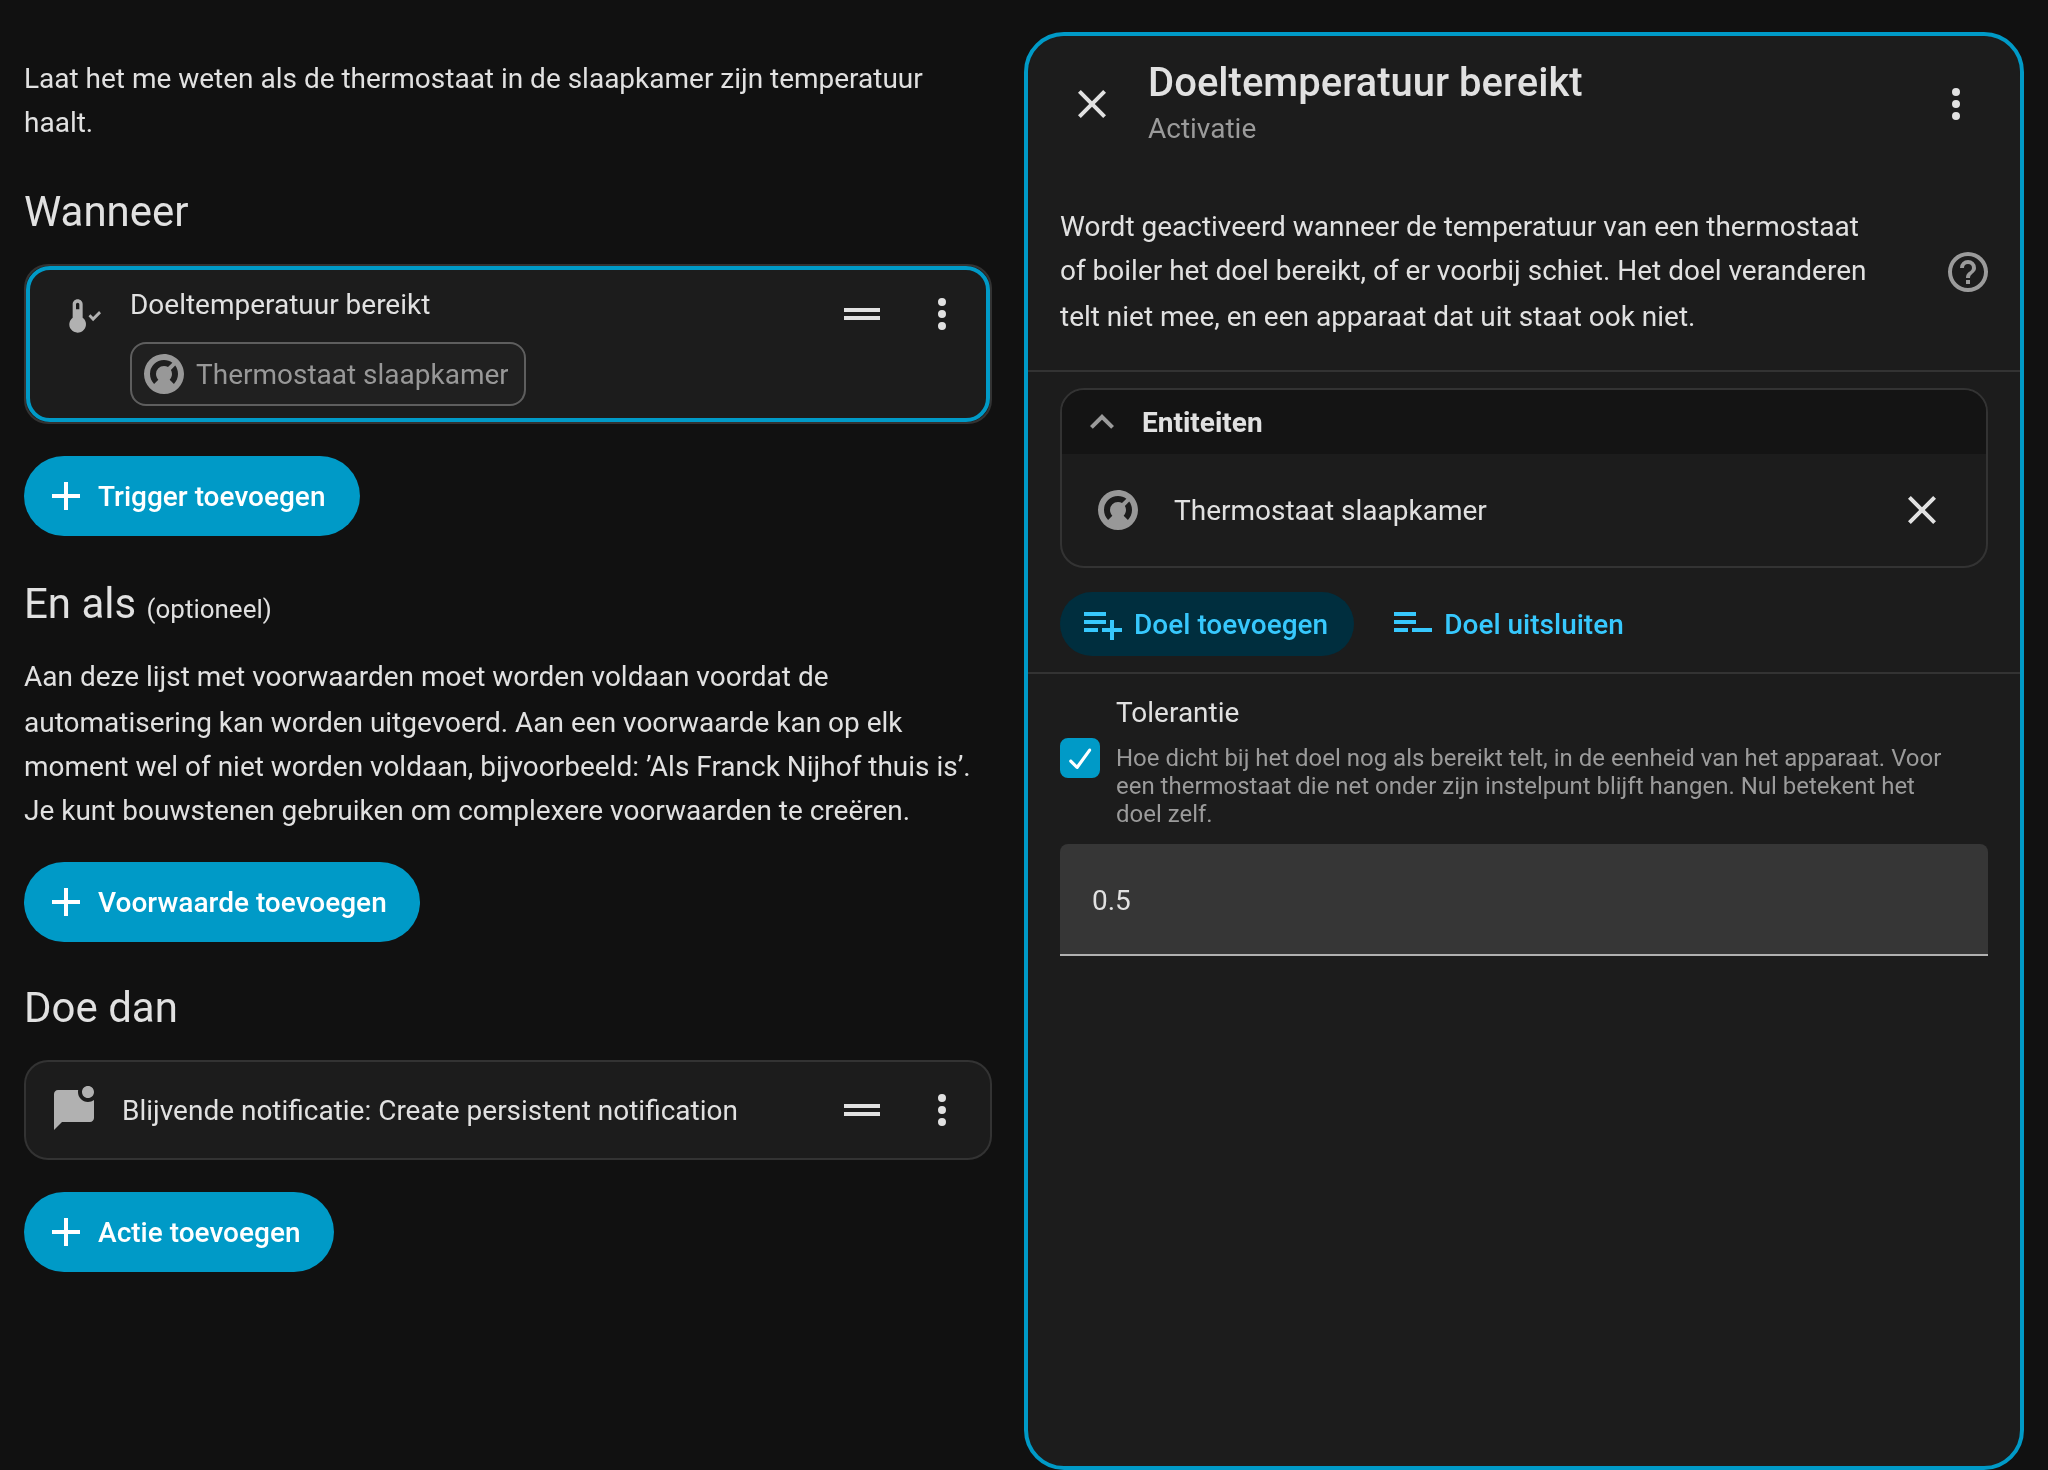 Laat het me weten als de thermostaat in de slaapkamer zijn temperatuur
haalt.
Wanneer
Doeltemperatuur bereikt
Thermostaat slaapkamer
Trigger toevoegen
En als (optioneel)
Aan deze lijst met voorwaarden moet worden voldaan voordat de
automatisering kan worden uitgevoerd. Aan een voorwaarde kan op elk
moment wel of niet worden voldaan, bijvoorbeeld: ’Als Franck Nijhof thuis is’.
Je kunt bouwstenen gebruiken om complexere voorwaarden te creëren.
Voorwaarde toevoegen
Doe dan
Blijvende notificatie: Create persistent notification
Actie toevoegen
Doeltemperatuur bereikt
Activatie
Wordt geactiveerd wanneer de temperatuur van een thermostaat
of boiler het doel bereikt, of er voorbij schiet. Het doel veranderen
telt niet mee, en een apparaat dat uit staat ook niet.
Entiteiten
Thermostaat slaapkamer
Doel toevoegen
Doel uitsluiten
Tolerantie
Hoe dicht bij het doel nog als bereikt telt, in de eenheid van het apparaat. Voor
een thermostaat die net onder zijn instelpunt blijft hangen. Nul betekent het
doel zelf.
0.5